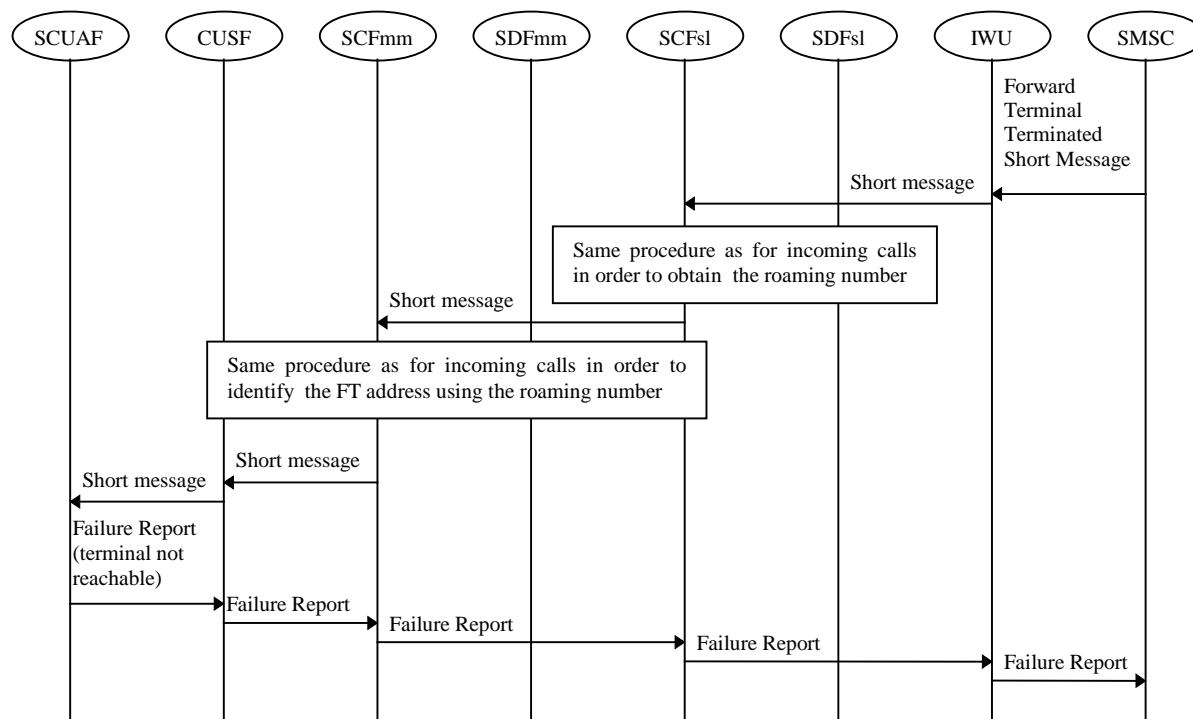 SCUAF CUSF SCFmm SDFmm SCFsl SDFsl IWU SMSC
Forward
Terminal
Terminated
Short Message
Short message
Same procedure as for incoming calls
in order to obtain the roaming number
Short message
Same procedure as for incoming calls in order to
identify the FT address using the roaming number
Short message
Short message
Failure Report
(terminal not
reachable)
Failure Report
Failure Report
Failure Report
Failure Report